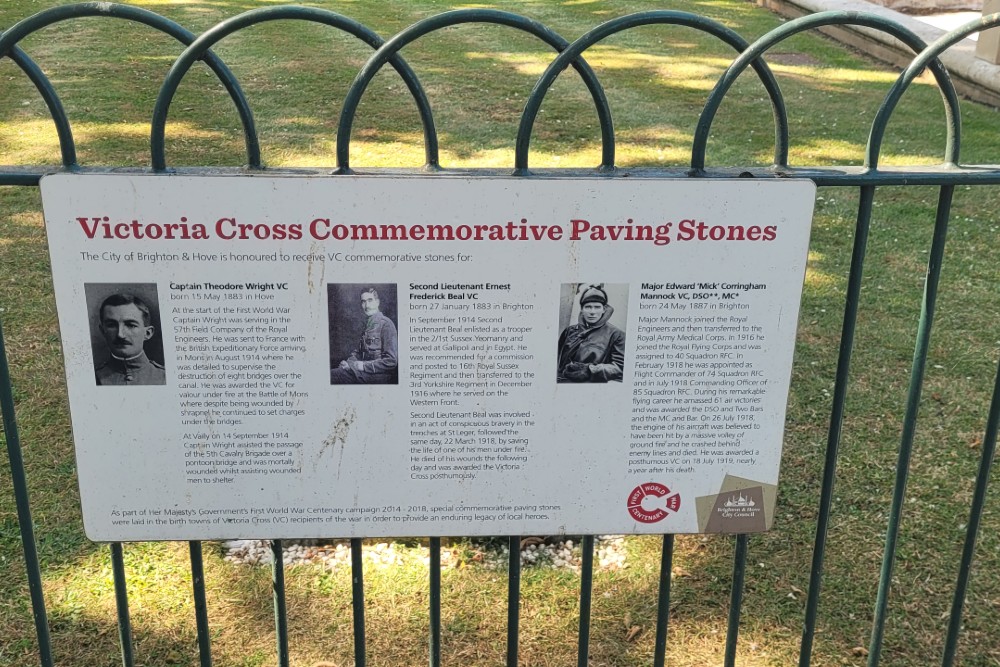 Victoria Cross Commemorative Paving Stones
The City of Brighton & Hove is honoured to receive VC commemorative stones for:
Captain Theodore Wright VC
born 15 May 1883 in Hove
At the start of the First World War
Captain Wright was serving in the
57th Field Company of the Royal
Engineers. He was sent to France with
the British Expeditionary Force arriving
in Mons in August 1914 where he
was detailed to supervise the
destruction of eight bridges over the
canal. He was awarded the VC for
valour under fire at the Battle of Mons
where despite being wounded by
shrapnel he continued to set charges
under the bridges.
At Vailly on 14 September 1914
Captain Wright assisted the passage
of the 5th Cavalry Brigade over a
pontoon bridge and was mortally
wounded whilst assisting wounded
men to shelter.
Second Lieutenant Ernest
Frederick Beal VC
born 27 January 1883 in Brighton
In September 1914 Second
Lieutenant Beal enlisted as a trooper
in the 2/1st Sussex Yeomanry and
served at Gallipoli and in Egypt. He
was recommended for a commission
and posted to 16th Royal Sussex
Regiment and then transferred to the
3rd Yorkshire Regiment in December
1916 where he served on the
Western Front.
Second Lieutenant Beal was involved
in an act of conspicuous bravery in the
trenches at St Leger, followed the
same day, 22 March 1918, by saving
the life of one of his men under fire.
He died of his wounds the following
day and was awarded the Victoria
Cross posthumously.
Major Edward 'Mick' Corringham
Mannock VC, DSO**, MC*
born 24 May 1887 in Brighton
Major Mannock joined the Royal
Engineers and then transferred to the
Royal Army Medical Corps. In 1916 he
joined the Royal Flying Corps and was
assigned to 40 Squadron RFC. In
February 1918 he was appointed as
Flight Commander of 74 Squadron RFC
and in July 1918 Commanding Officer of
85 Squadron RFC. During his remarkable
flying career he amassed 61 air victories
and was awarded the DSO and Two Bars
and the MC and Bar. On 26 July 1918,
the engine of his aircraft was believed to
have been hit by a massive volley of
ground fire and he crashed behind
enemy lines and died. He was awarded a
posthumous VC on 18 July 1919, nearly
a year after his death.
As part of Her Majesty's Government's First World War Centenary campaign 2014 - 2018, special commemorative paving stones
were laid in the birth towns of Victoria Cross (VC) recipients of the war in order to provide an enduring legacy of local heroes.
FIRST WORLD WAR
CENTENARY
Brighton & Hove
City Council